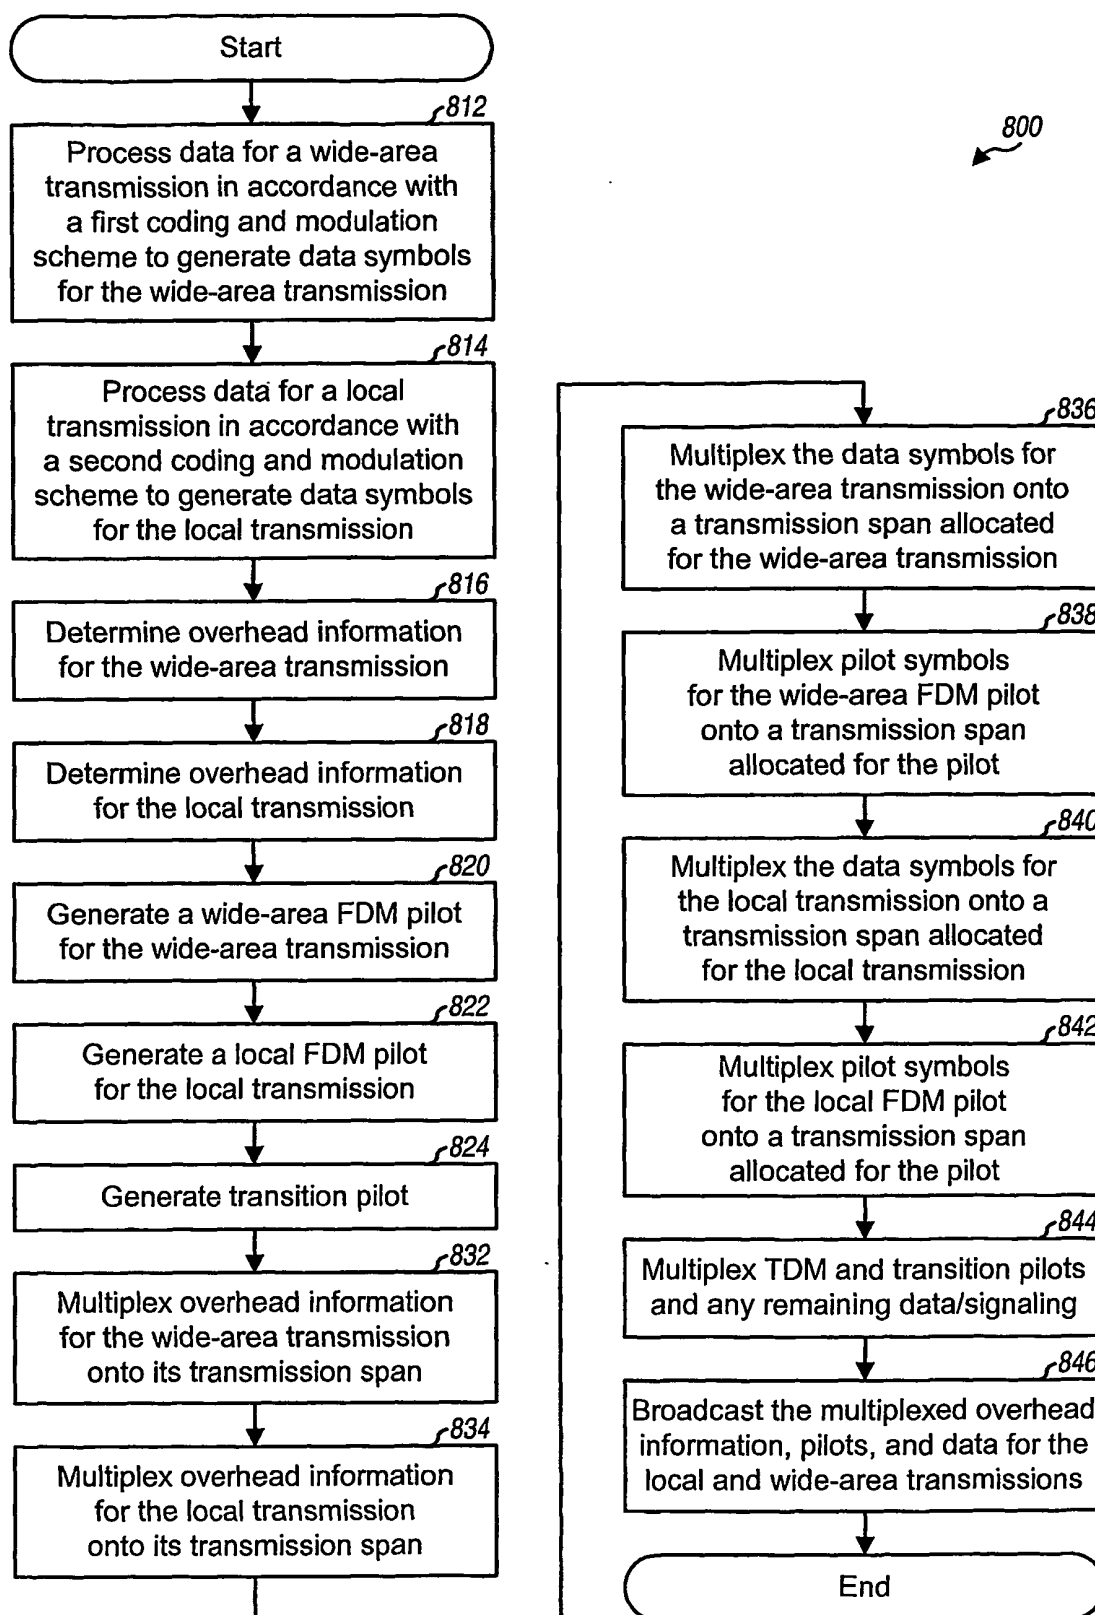 Start
812
Process data for a wide-area
transmission in accordance with
a first coding and modulation
scheme to generate data symbols
for the wide-area transmission
814
Process data for a local
transmission in accordance with
a second coding and modulation
scheme to generate data symbols
for the local transmission
816
Determine overhead information
for the wide-area transmission
818
Determine overhead information
for the local transmission
820
Generate a wide-area FDM pilot
for the wide-area transmission
822
Generate a local FDM pilot
for the local transmission
824
Generate transition pilot
832
Multiplex overhead information
for the wide-area transmission
onto its transmission span
834
Multiplex overhead information
for the local transmission
onto its transmission span
800
836
Multiplex the data symbols for
the wide-area transmission onto
a transmission span allocated
for the wide-area transmission
838
Multiplex pilot symbols
for the wide-area FDM pilot
onto a transmission span
allocated for the pilot
840
Multiplex the data symbols for
the local transmission onto a
transmission span allocated
for the local transmission
842
Multiplex pilot symbols
for the local FDM pilot
onto a transmission span
allocated for the pilot
844
Multiplex TDM and transition pilots
and any remaining data/signaling
846
Broadcast the multiplexed overhead
information, pilots, and data for the
local and wide-area transmissions
End